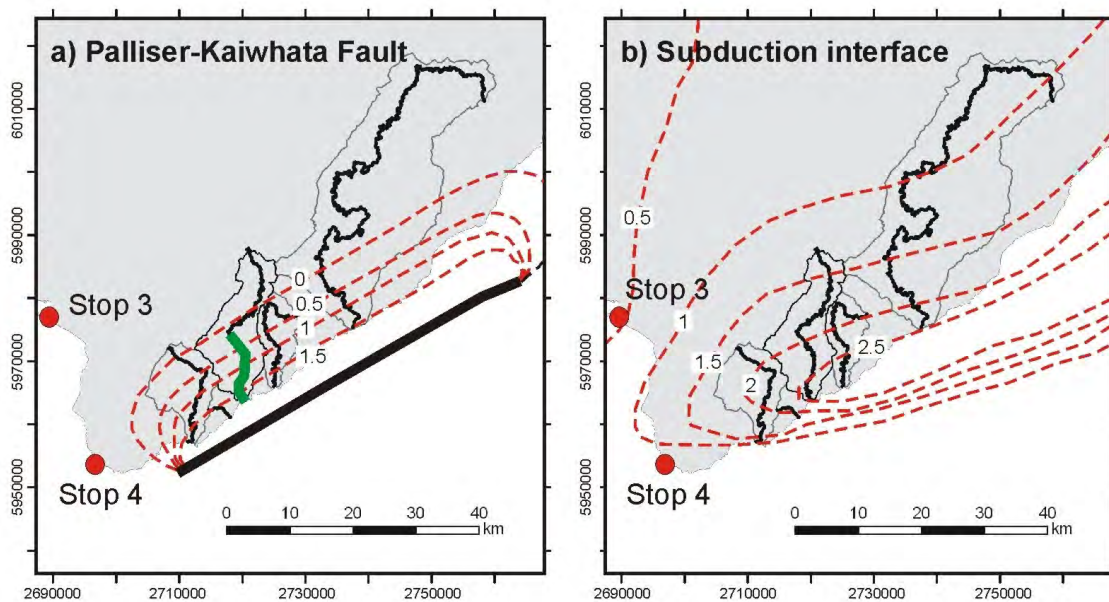 a) Palliser-Kaiwhata Fault
6010000
5990000
5970000
5950000
0
0.5
1
1.5
Stop 3
Stop 4
0 10 20 30 40
km
2690000 2710000 2730000 2750000
b) Subduction interface
6010000
5990000
5970000
5950000
0.5
1
1.5
2
2.5
Stop 3
Stop 4
0 10 20 30 40
km
2690000 2710000 2730000 2750000